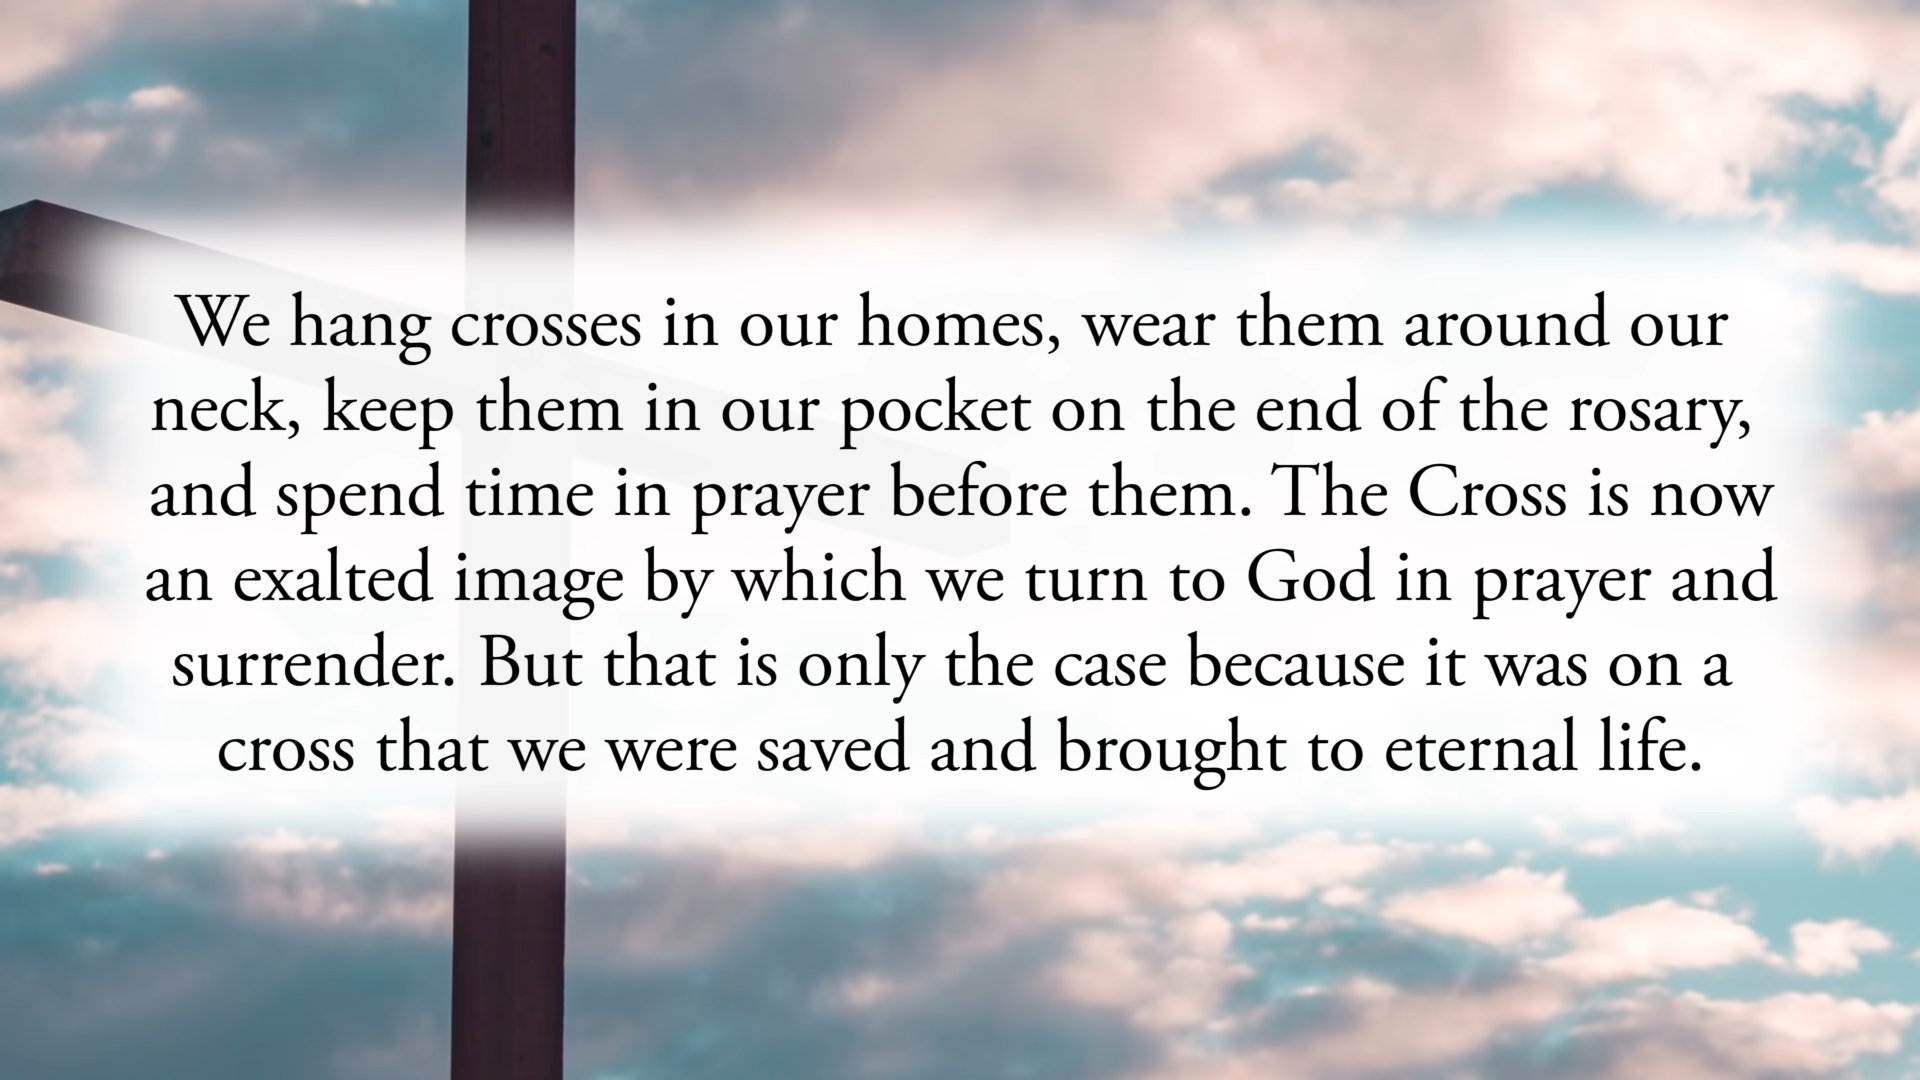 We hang crosses in our homes, wear them around our
neck, keep them in our pocket on the end of the rosary,
and spend time in prayer before them. The Cross is now
an exalted image by which we turn to God in prayer and
surrender. But that is only the case because it was on a
cross that we were saved and brought to eternal life.